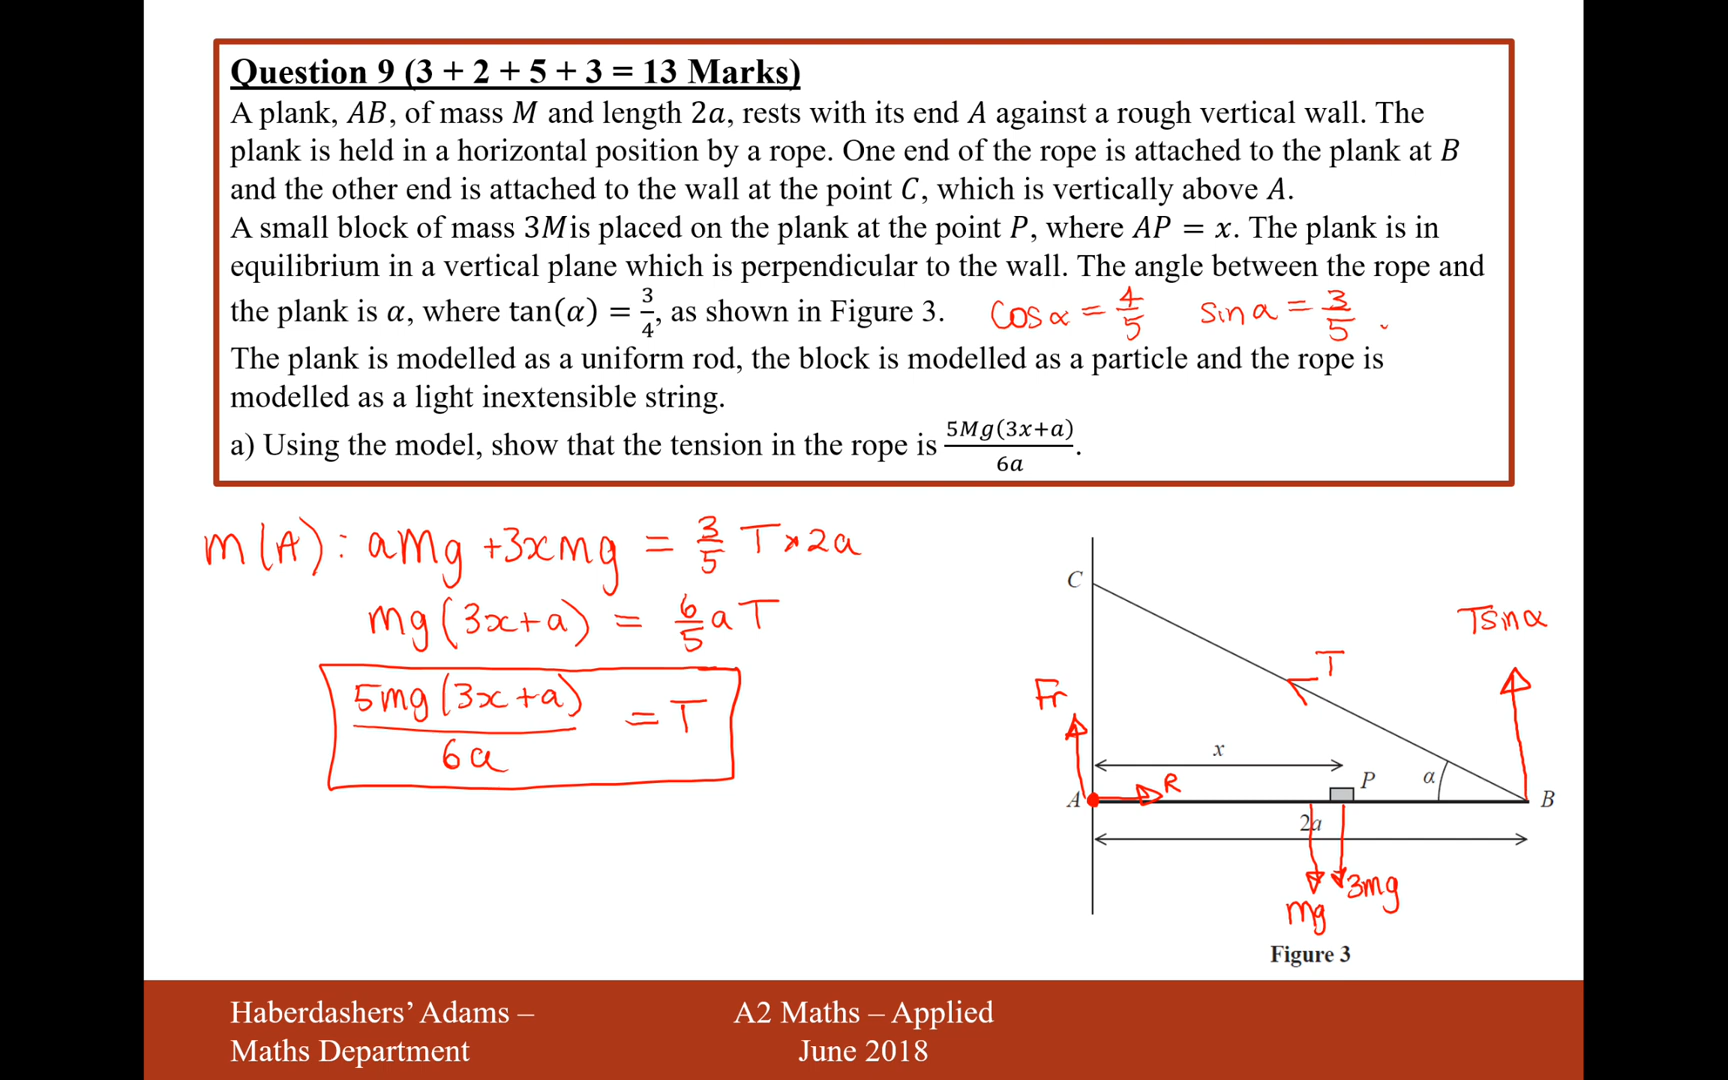 Question 9 (3 + 2 + 5 + 3 = 13 Marks)
A plank, AB, of mass M and length 2a, rests with its end A against a rough vertical wall. The
plank is held in a horizontal position by a rope. One end of the rope is attached to the plank at B
and the other end is attached to the wall at the point C, which is vertically above A.
A small block of mass 3M is placed on the plank at the point P, where AP = x. The plank is in
equilibrium in a vertical plane which is perpendicular to the wall. The angle between the rope and
the plank is α, where tan(α) = 3/4, as shown in Figure 3. cosα = 4/5 sinα = 3/5 .
The plank is modelled as a uniform rod, the block is modelled as a particle and the rope is
modelled as a light inextensible string.
a) Using the model, show that the tension in the rope is 5Mg(3x+a)/6a.
m(A): amg + 3xmg = 3/5 T × 2a
mg(3x+a) = 6/5 a T
5mg(3x+a)/6a = T
C
Tsinα
T
Fr
x
P
α
R
A
B
2a
3mg
mg
Figure 3
Haberdashers’ Adams –
Maths Department
A2 Maths – Applied
June 2018